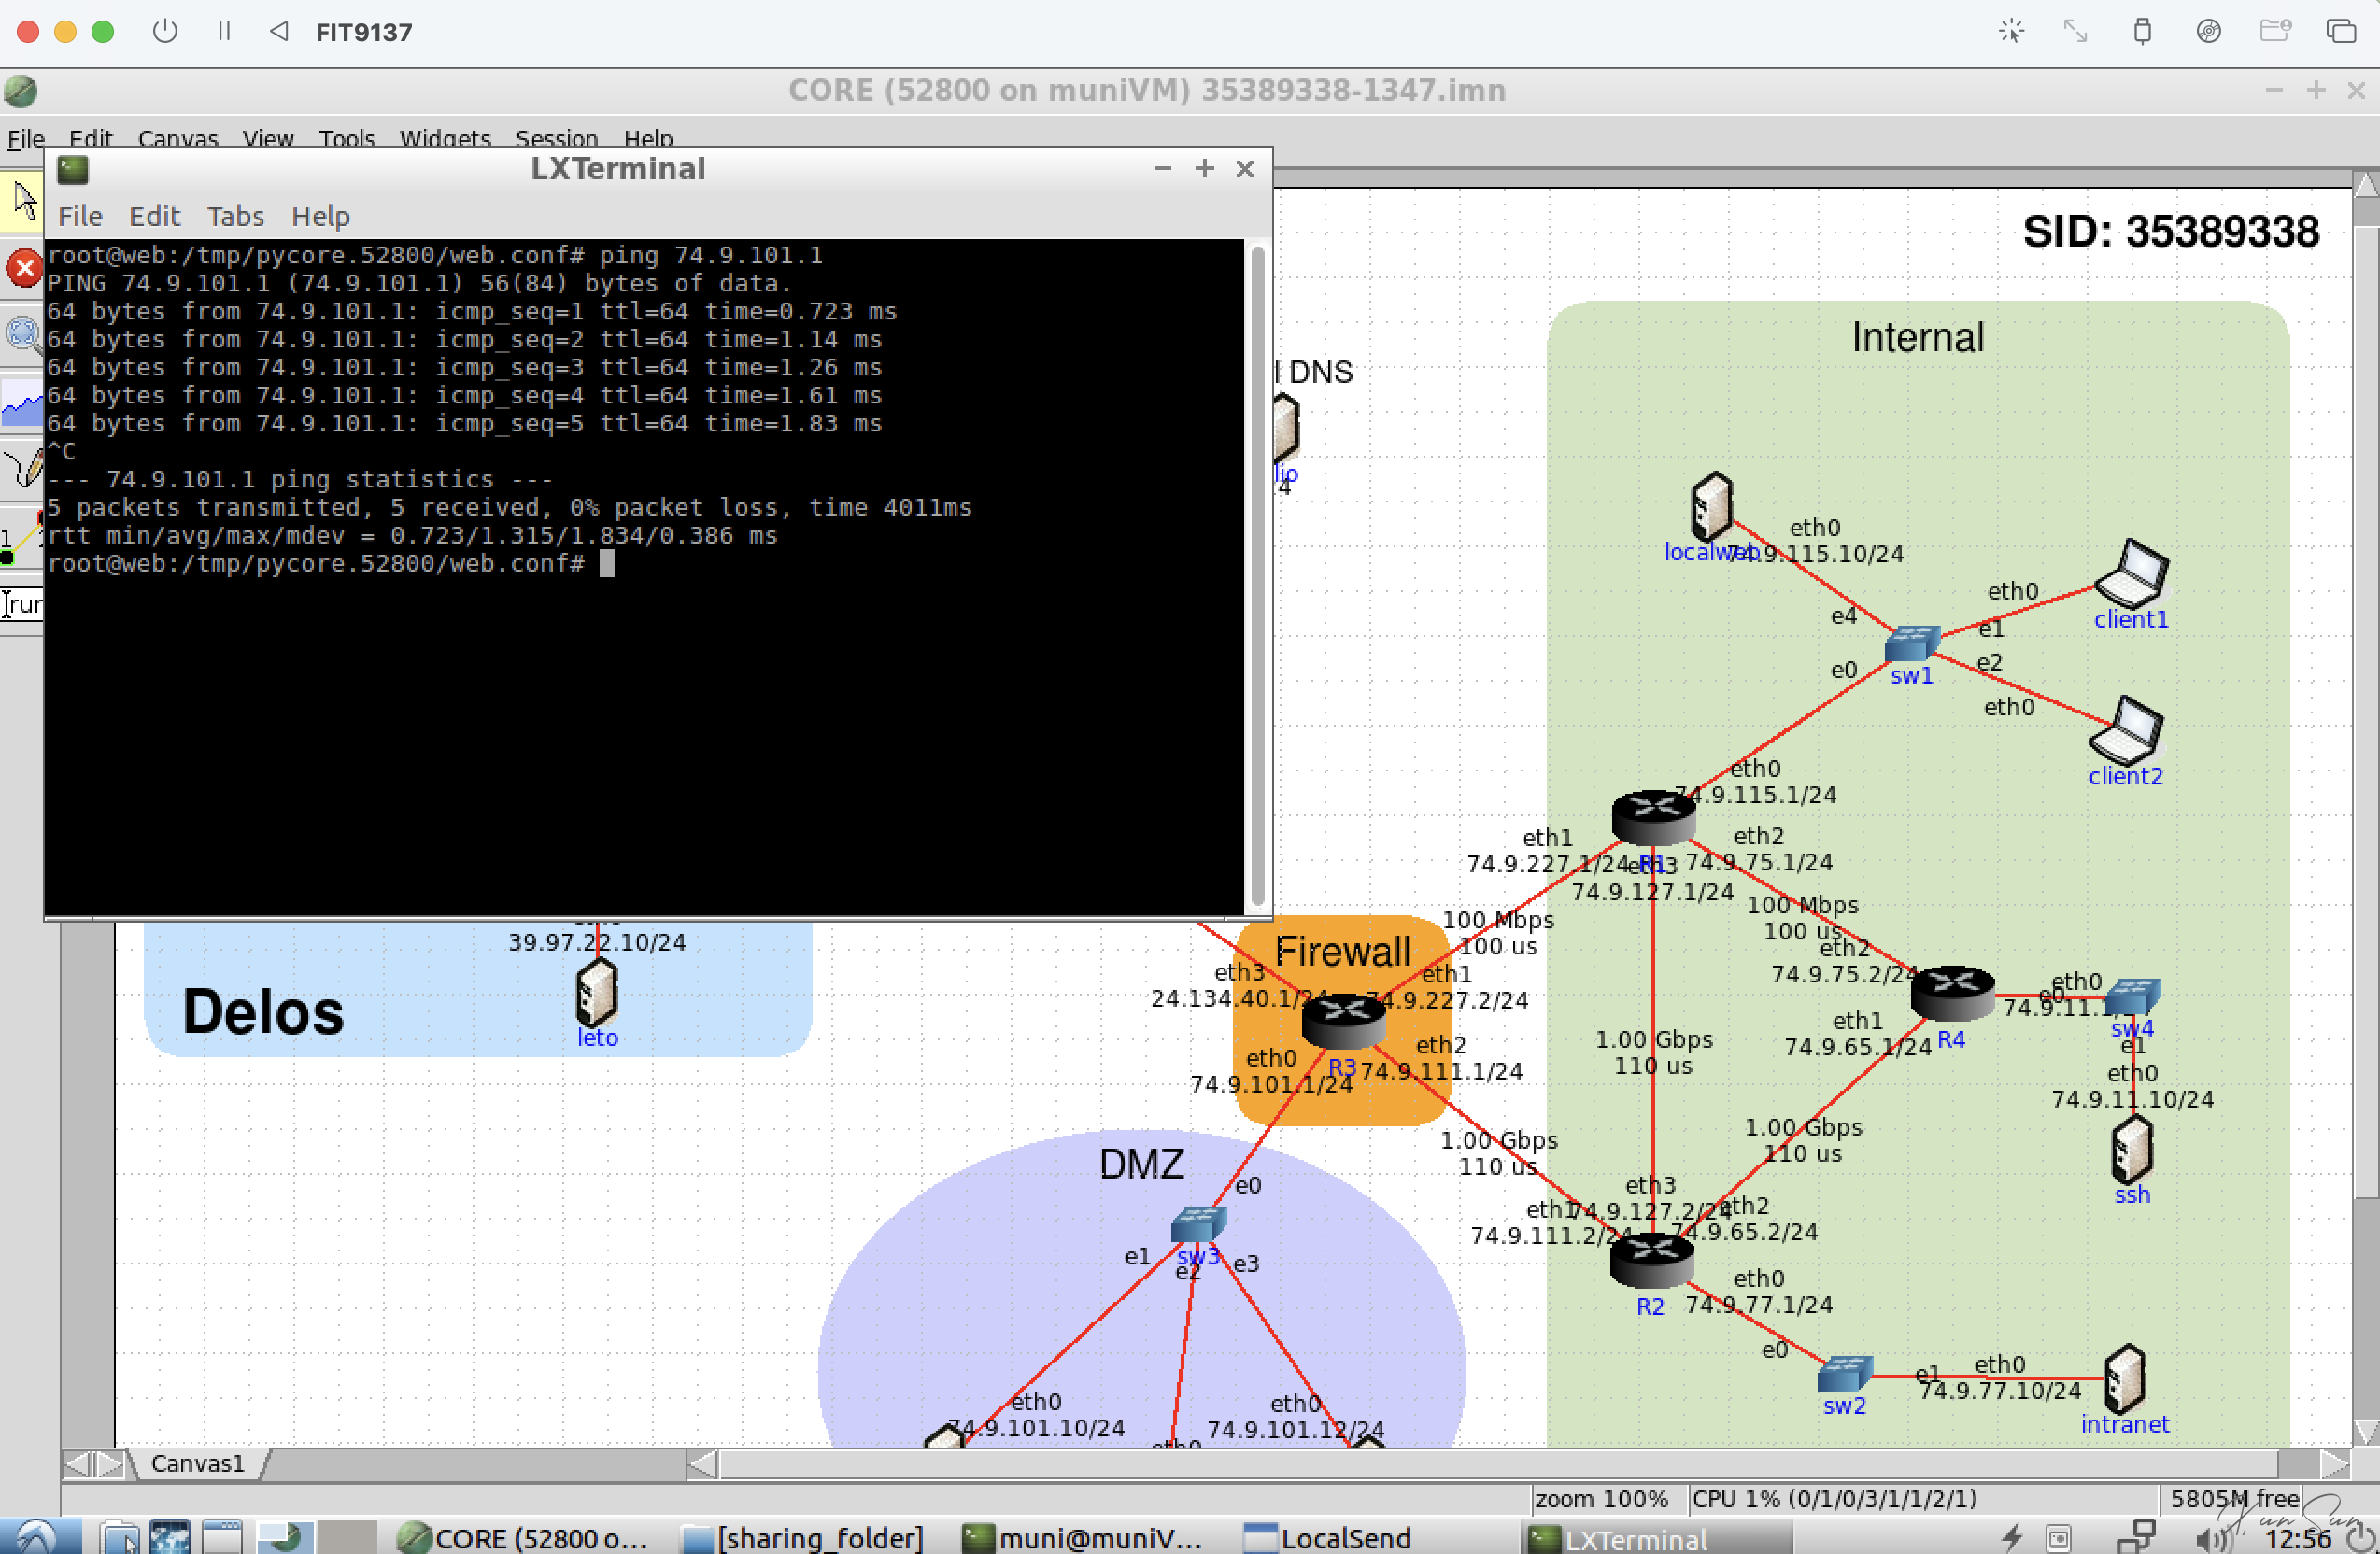 FIT9137
CORE (52800 on muniVM) 35389338-1347.imn
File Edit Canvas View Tools Widgets Session Help
LXTerminal
File Edit Tabs Help
root@web:/tmp/pycore.52800/web.conf# ping 74.9.101.1
PING 74.9.101.1 (74.9.101.1) 56(84) bytes of data.
64 bytes from 74.9.101.1: icmp_seq=1 ttl=64 time=0.723 ms
64 bytes from 74.9.101.1: icmp_seq=2 ttl=64 time=1.14 ms
64 bytes from 74.9.101.1: icmp_seq=3 ttl=64 time=1.26 ms
64 bytes from 74.9.101.1: icmp_seq=4 ttl=64 time=1.61 ms
64 bytes from 74.9.101.1: icmp_seq=5 ttl=64 time=1.83 ms
^C
--- 74.9.101.1 ping statistics ---
5 packets transmitted, 5 received, 0% packet loss, time 4011ms
rtt min/avg/max/mdev = 0.723/1.315/1.834/0.386 ms
root@web:/tmp/pycore.52800/web.conf#
1
rur
SID: 35389338
Internal
DNS
lio
.4
eth0
localweb
74.9.115.10/24
eth0
client1
e4
e1
e2
e0
sw1
eth0
client2
eth0
74.9.115.1/24
eth1
eth2
74.9.227.1/24
R1
eth3
74.9.75.1/24
74.9.127.1/24
100 Mbps
100 us
100 Mbps
100 us
39.97.22.10/24
Delos
leto
Firewall
eth3
24.134.40.1/24
eth1
74.9.227.2/24
eth2
74.9.75.2/24
eth0
e0
sw4
R4
eth1
74.9.65.1/24
e1
eth0
74.9.11.10/24
ssh
eth0
74.9.101.1/24
R3
eth2
74.9.111.1/24
1.00 Gbps
110 us
1.00 Gbps
110 us
1.00 Gbps
110 us
DMZ
e0
sw3
e1
e2
e3
eth3
74.9.127.2/24
eth1
74.9.111.2/24
eth2
74.9.65.2/24
R2
eth0
74.9.77.1/24
e0
sw2
e1
eth0
74.9.77.10/24
intranet
eth0
74.9.101.10/24
eth0
74.9.101.12/24
eth0
Canvas1
zoom 100%
CPU 1% (0/1/0/3/1/1/2/1)
5805M free
CORE (52800 o...
[sharing_folder]
muni@muniV...
LocalSend
LXTerminal
12:56